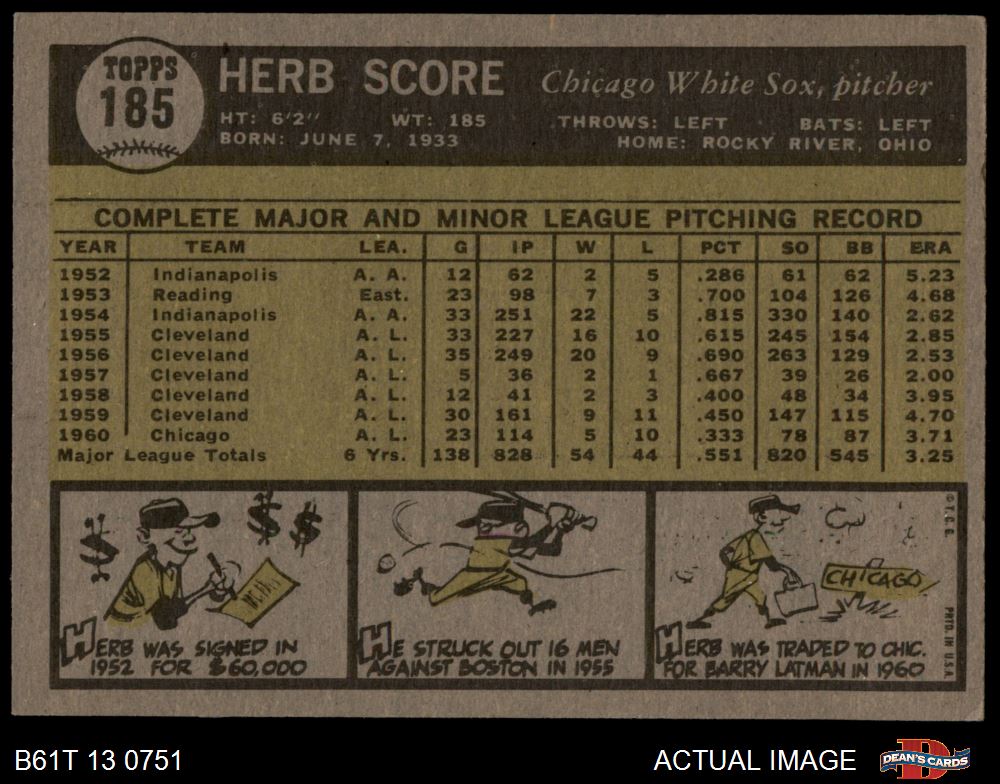 TOPPS
185
HERB SCORE Chicago White Sox, pitcher
HT: 6'2" WT: 185 THROWS: LEFT BATS: LEFT
BORN: JUNE 7, 1933 HOME: ROCKY RIVER, OHIO
COMPLETE MAJOR AND MINOR LEAGUE PITCHING RECORD
YEAR TEAM LEA. G IP W L PCT SO BB ERA
1952 Indianapolis A. A. 12 62 2 5 .286 61 62 5.23
1953 Reading East. 23 98 7 3 .700 104 126 4.68
1954 Indianapolis A. A. 33 251 22 5 .815 330 140 2.62
1955 Cleveland A. L. 33 227 16 10 .615 245 154 2.85
1956 Cleveland A. L. 35 249 20 9 .690 263 129 2.53
1957 Cleveland A. L. 5 36 2 1 .667 39 26 2.00
1958 Cleveland A. L. 12 41 2 3 .400 48 34 3.95
1959 Cleveland A. L. 30 161 9 11 .450 147 115 4.70
1960 Chicago A. L. 23 114 5 10 .333 78 87 3.71
Major League Totals 6 Yrs. 138 828 54 44 .551 820 545 3.25
HERB WAS SIGNED IN
1952 FOR $60,000
HE STRUCK OUT 16 MEN
AGAINST BOSTON IN 1955
CHICAGO
HERB WAS TRADED TO CHIC.
FOR BARRY LATMAN IN 1960
© T.C.G.
PRTD. IN U.S.A.
B61T 13 0751
ACTUAL IMAGE
D
DEAN'S CARDS